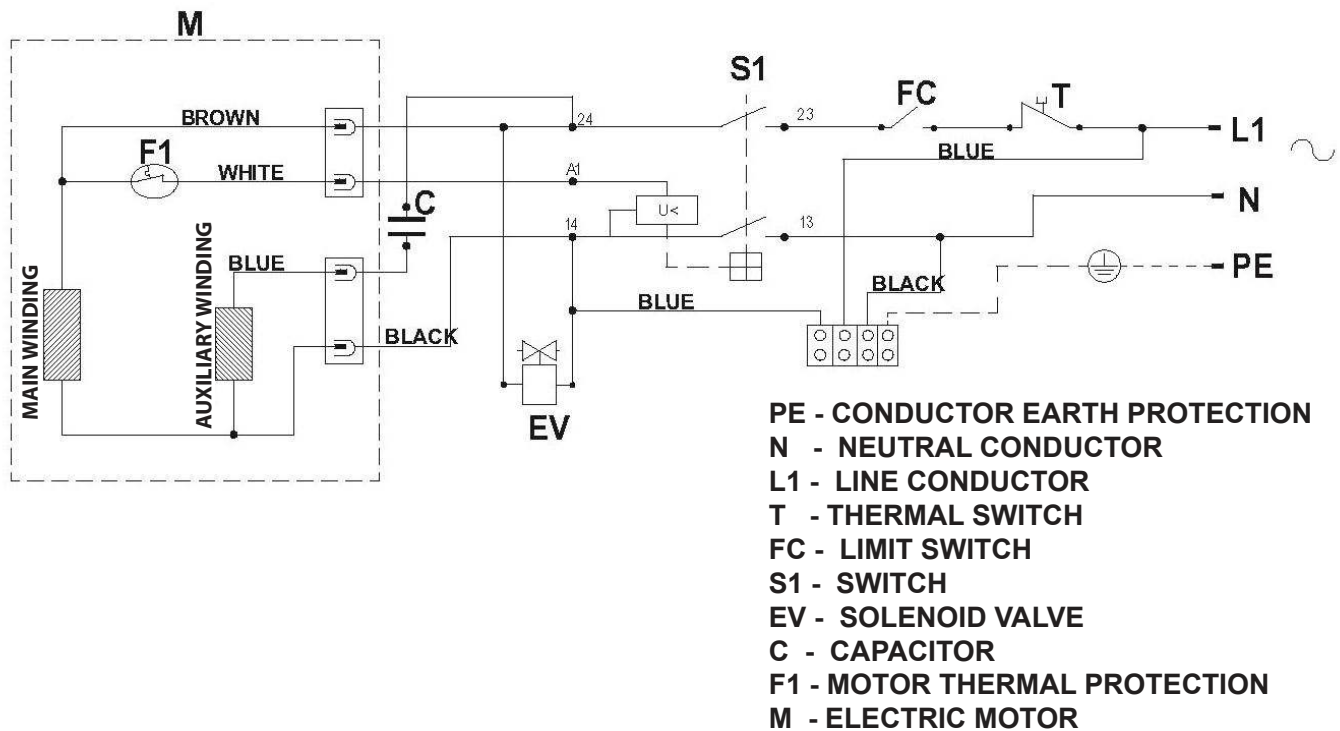 M
S1
BROWN
24
23
FC
T
L1
BLUE
F1
WHITE
A1
C
U<
N
14
13
MAIN WINDING
AUXILIARY WINDING
BLUE
PE
BLACK
BLUE
BLACK
EV
PE - CONDUCTOR EARTH PROTECTION
N - NEUTRAL CONDUCTOR
L1 - LINE CONDUCTOR
T - THERMAL SWITCH
FC - LIMIT SWITCH
S1 - SWITCH
EV - SOLENOID VALVE
C - CAPACITOR
F1 - MOTOR THERMAL PROTECTION
M - ELECTRIC MOTOR